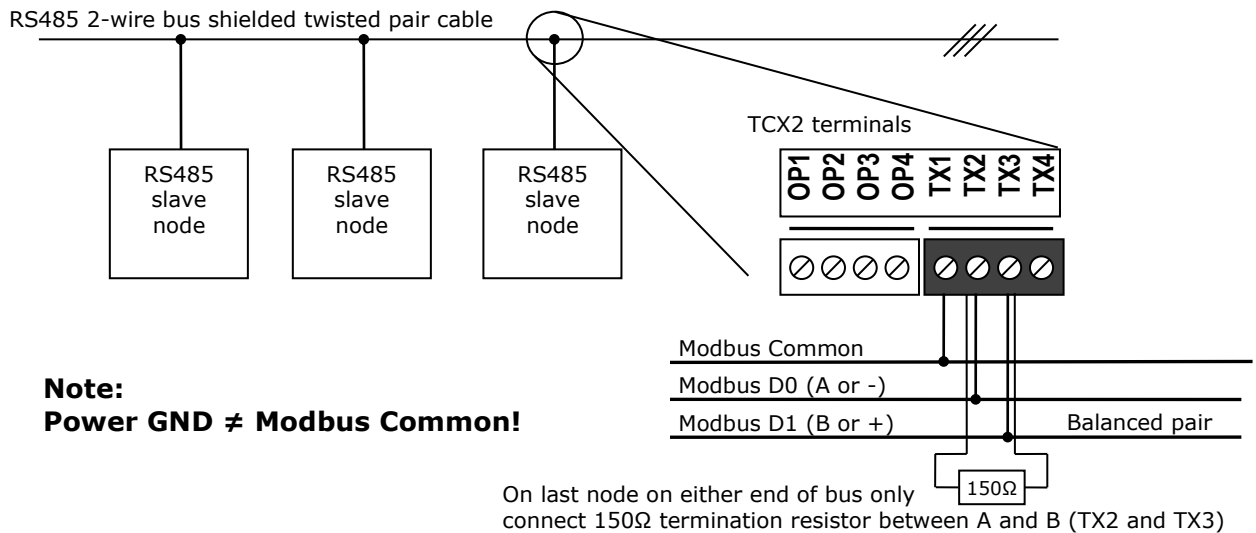 RS485 2-wire bus shielded twisted pair cable
RS485
slave
node
RS485
slave
node
RS485
slave
node
TCX2 terminals
OP1
OP2
OP3
OP4
TX1
TX2
TX3
TX4
Modbus Common
Modbus D0 (A or -)
Modbus D1 (B or +)
Balanced pair
Note:
Power GND ≠ Modbus Common!
150Ω
On last node on either end of bus only
connect 150Ω termination resistor between A and B (TX2 and TX3)